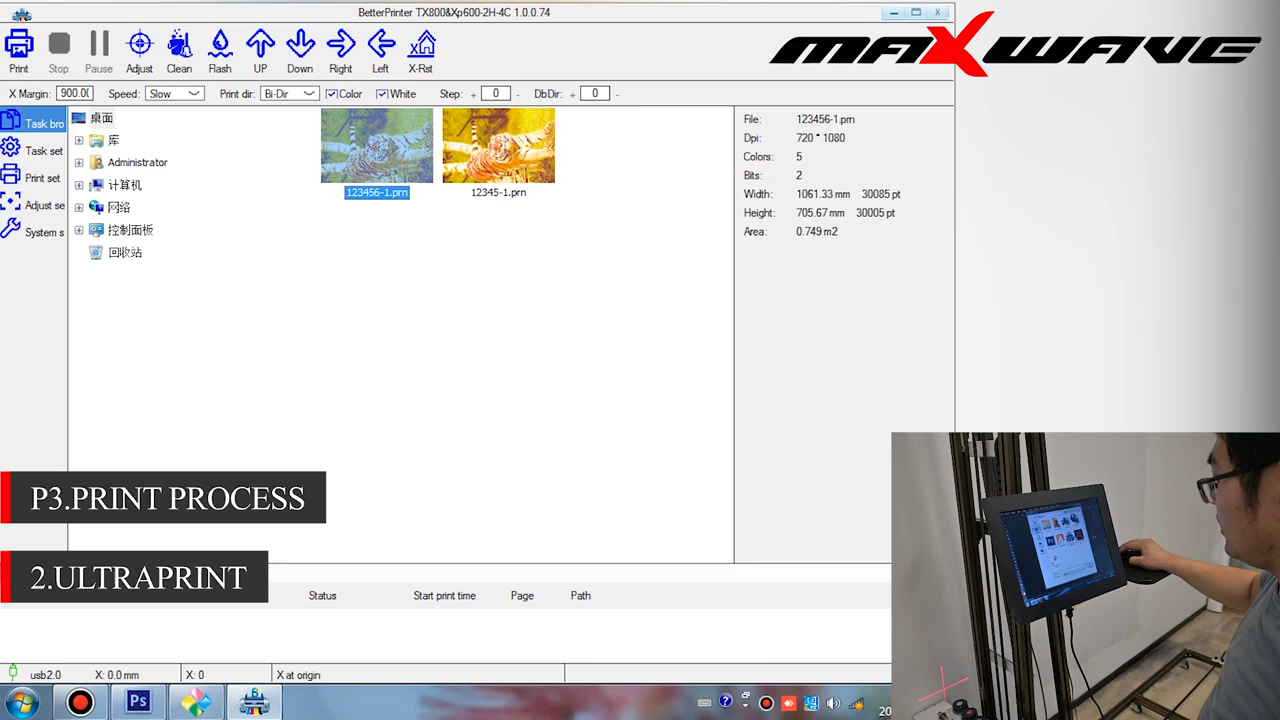 BetterPrinter TX800&Xp600-2H-4C 1.0.0.74
MAXWAVE
Print Stop Pause Adjust Clean Flash UP Down Right Left X-Rst
X Margin: 900.00 Speed: Slow Print dir: Bi-Dir Color White Step: + 0 - DbDir: + 0 -
Task bro
Task set
Print set
Adjust se
System s
桌面
库
Administrator
计算机
网络
控制面板
回收站
123456-1.prn
12345-1.prn
File: 123456-1.prn
Dpi: 720 * 1080
Colors: 5
Bits: 2
Width: 1061.33 mm 30085 pt
Height: 705.67 mm 30005 pt
Area: 0.749 m2
P3.PRINT PROCESS
2.ULTRAPRINT
Status Start print time Page Path
usb2.0 X: 0.0 mm X: 0 X at origin
Ps
20